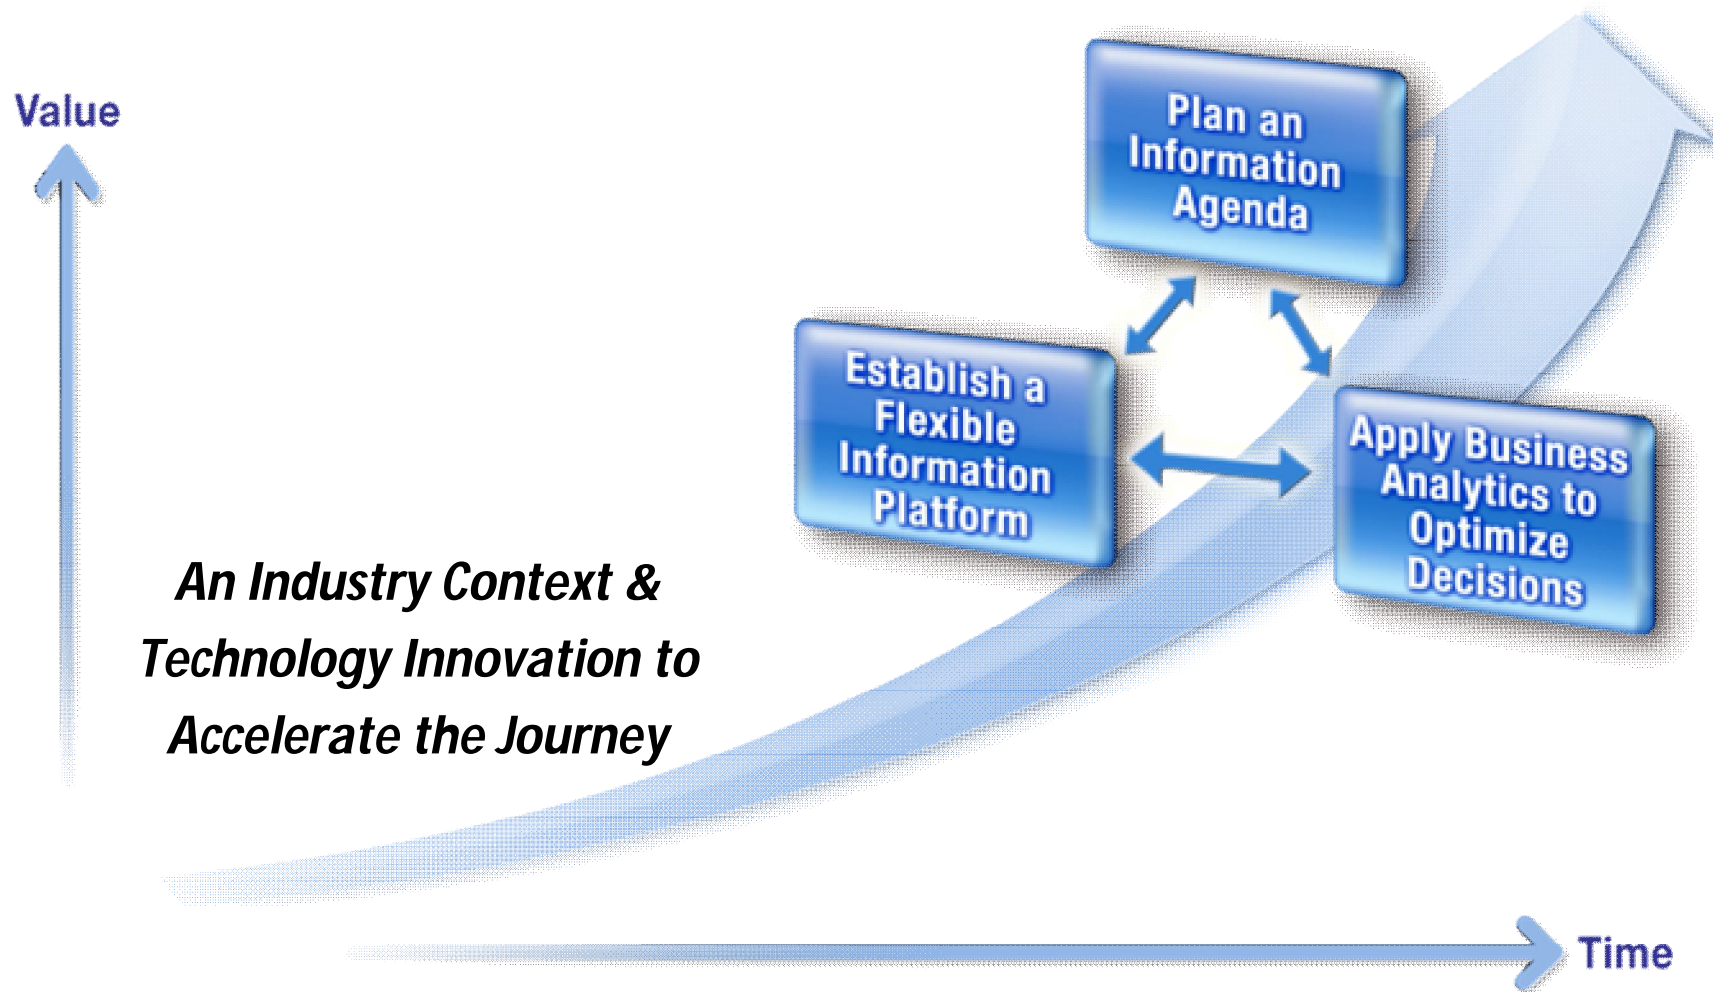 Value
Plan an
Information
Agenda
Establish a
Flexible
Information
Platform
Apply Business
Analytics to
Optimize
Decisions
An Industry Context &
Technology Innovation to
Accelerate the Journey
Time